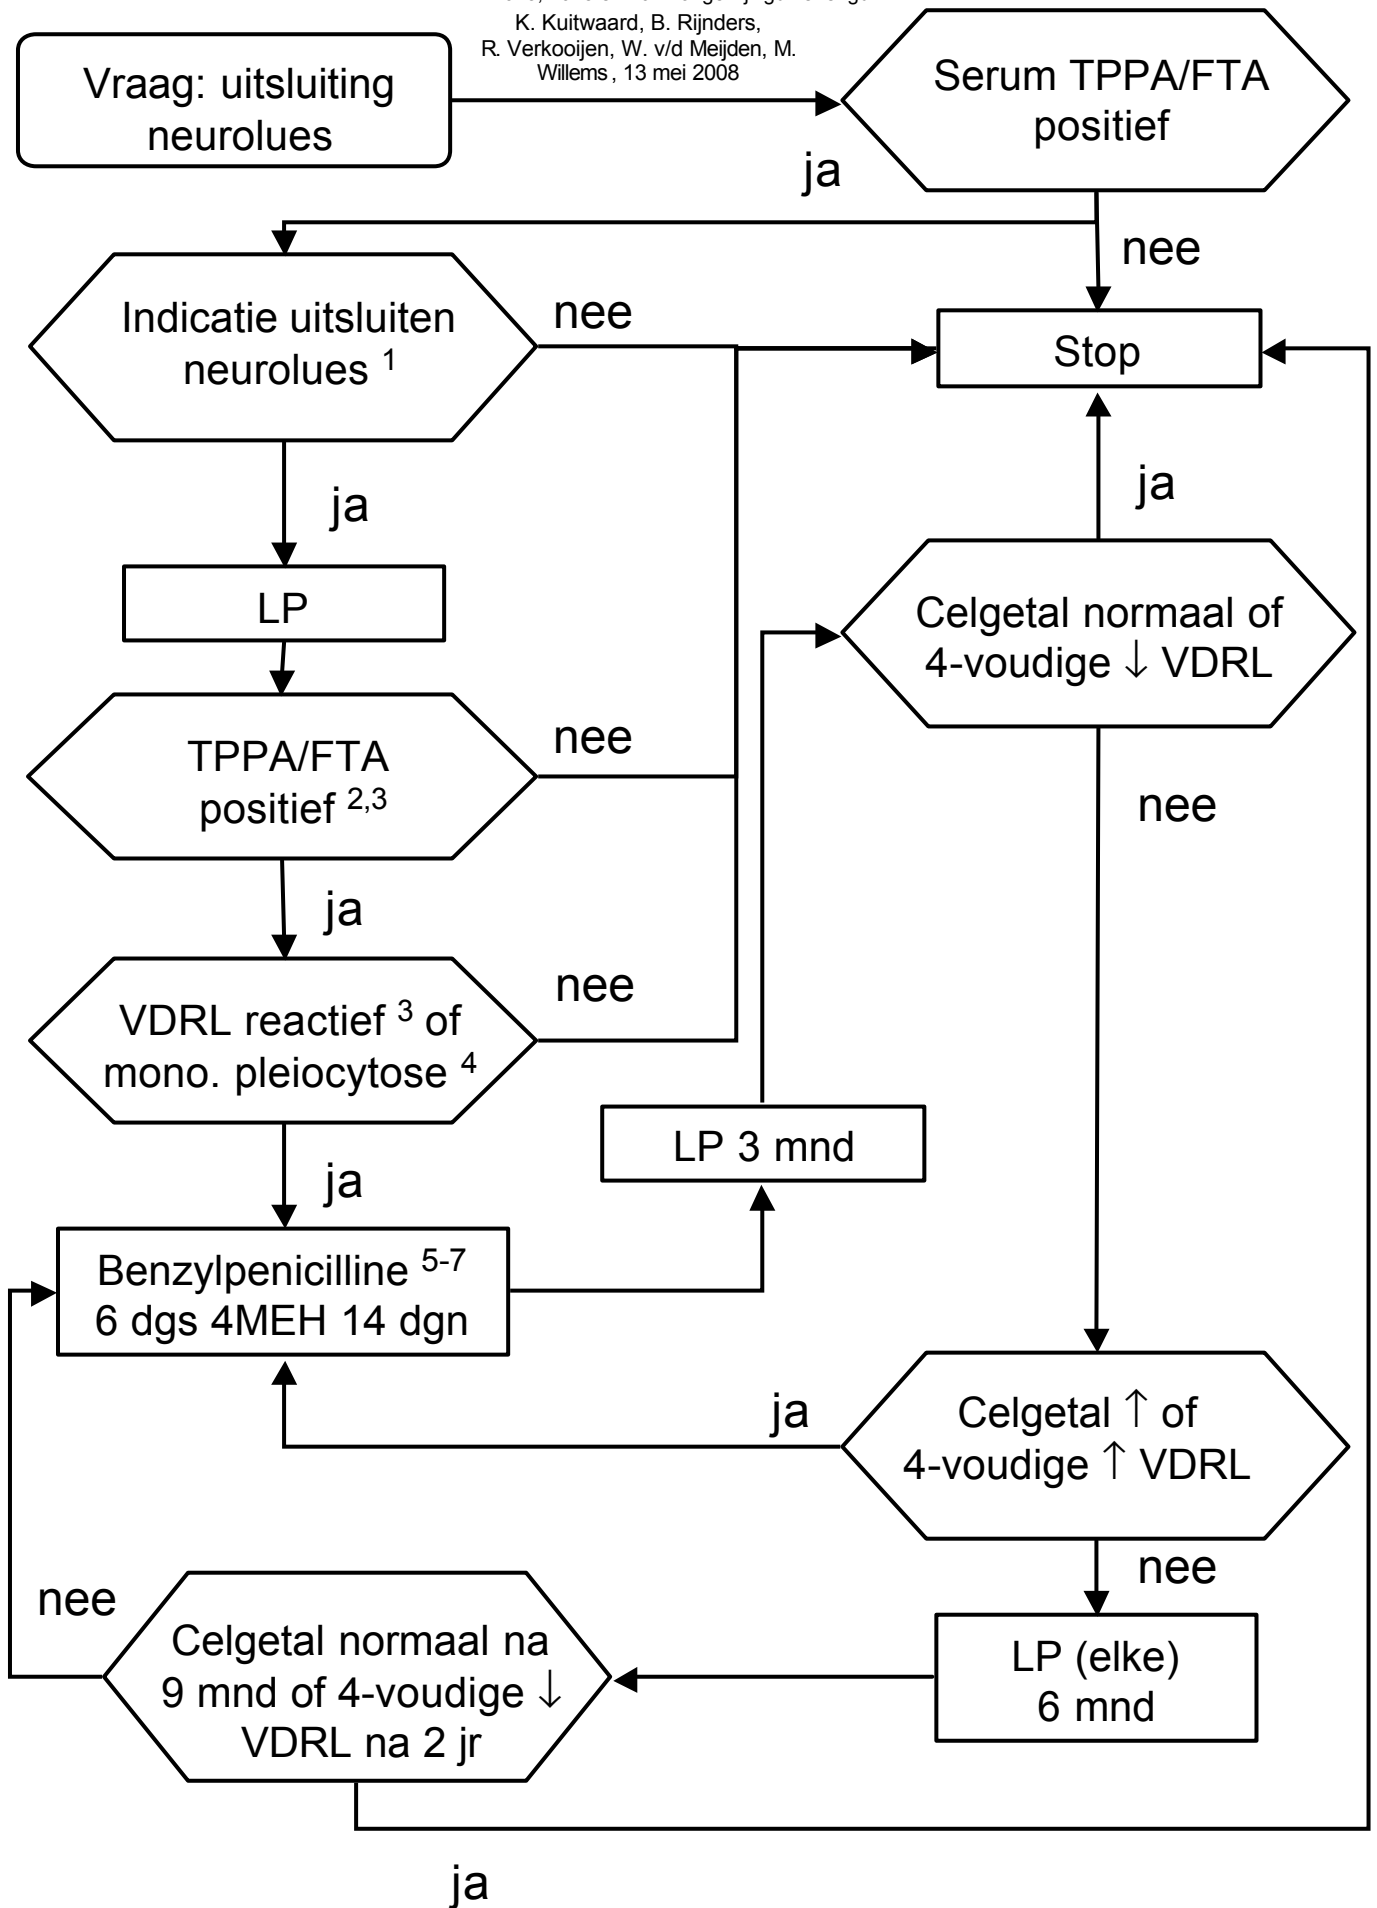 K. Kuitwaard, B. Rijnders,
R. Verkooijen, W. v/d Meijden, M.
Willems, 13 mei 2008
Vraag: uitsluiting
neurolues
Serum TPPA/FTA
positief
ja
nee
Indicatie uitsluiten
neurolues 1
nee
Stop
ja
ja
LP
Celgetal normaal of
4-voudige ↓ VDRL
TPPA/FTA
positief 2,3
nee
nee
ja
VDRL reactief 3 of
mono. pleiocytose 4
nee
LP 3 mnd
ja
Benzylpenicilline 5-7
6 dgs 4MEH 14 dgn
ja
Celgetal ↑ of
4-voudige ↑ VDRL
nee
nee
Celgetal normaal na
9 mnd of 4-voudige ↓
VDRL na 2 jr
LP (elke)
6 mnd
ja